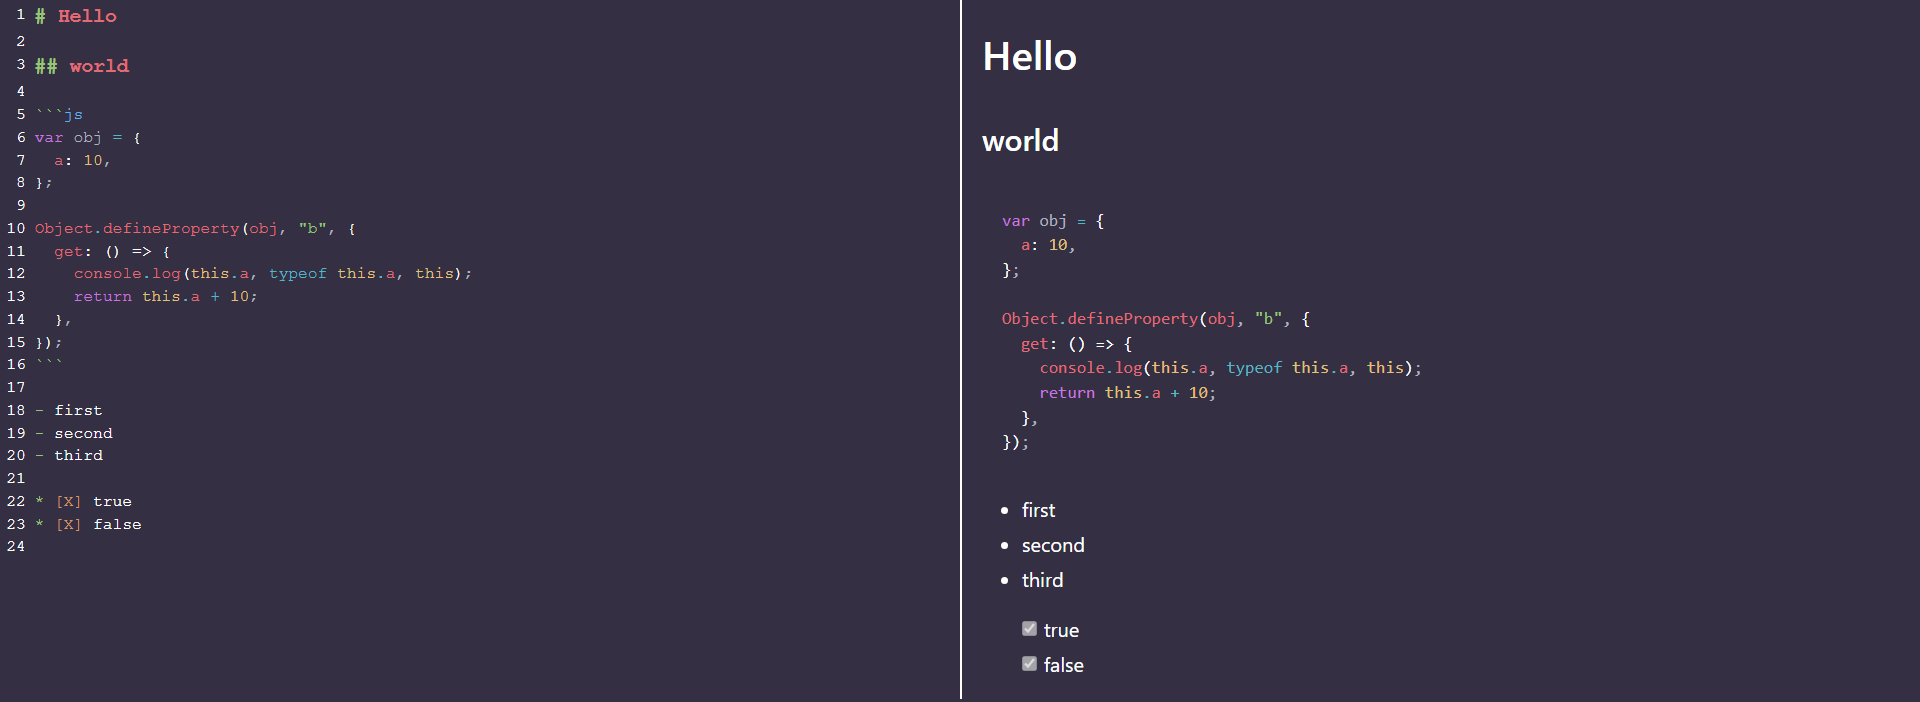 1 # Hello
2
3 ## world
4
5 ```js
6 var obj = {
7   a: 10,
8 };
9
10 Object.defineProperty(obj, "b", {
11   get: () => {
12     console.log(this.a, typeof this.a, this);
13     return this.a + 10;
14   },
15 });
16 ```
17
18 - first
19 - second
20 - third
21
22 * [X] true
23 * [X] false
24
Hello
world
var obj = {
  a: 10,
};
Object.defineProperty(obj, "b", {
  get: () => {
    console.log(this.a, typeof this.a, this);
    return this.a + 10;
  },
});
• first
• second
• third
true
false